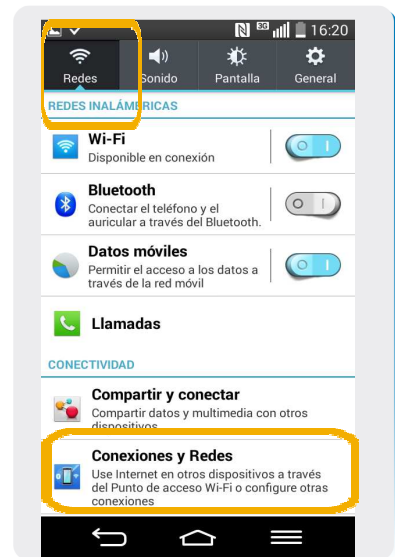 3G 16:20
Redes Sonido Pantalla General
REDES INALÁMBRICAS
Wi-Fi
Disponible en conexión
Bluetooth
Conectar el teléfono y el
auricular a través del Bluetooth.
Datos móviles
Permitir el acceso a los datos a
través de la red móvil
Llamadas
CONECTIVIDAD
Compartir y conectar
Compartir datos y multimedia con otros
dispositivos
Conexiones y Redes
Use Internet en otros dispositivos a través
del Punto de acceso Wi-Fi o configure otras
conexiones